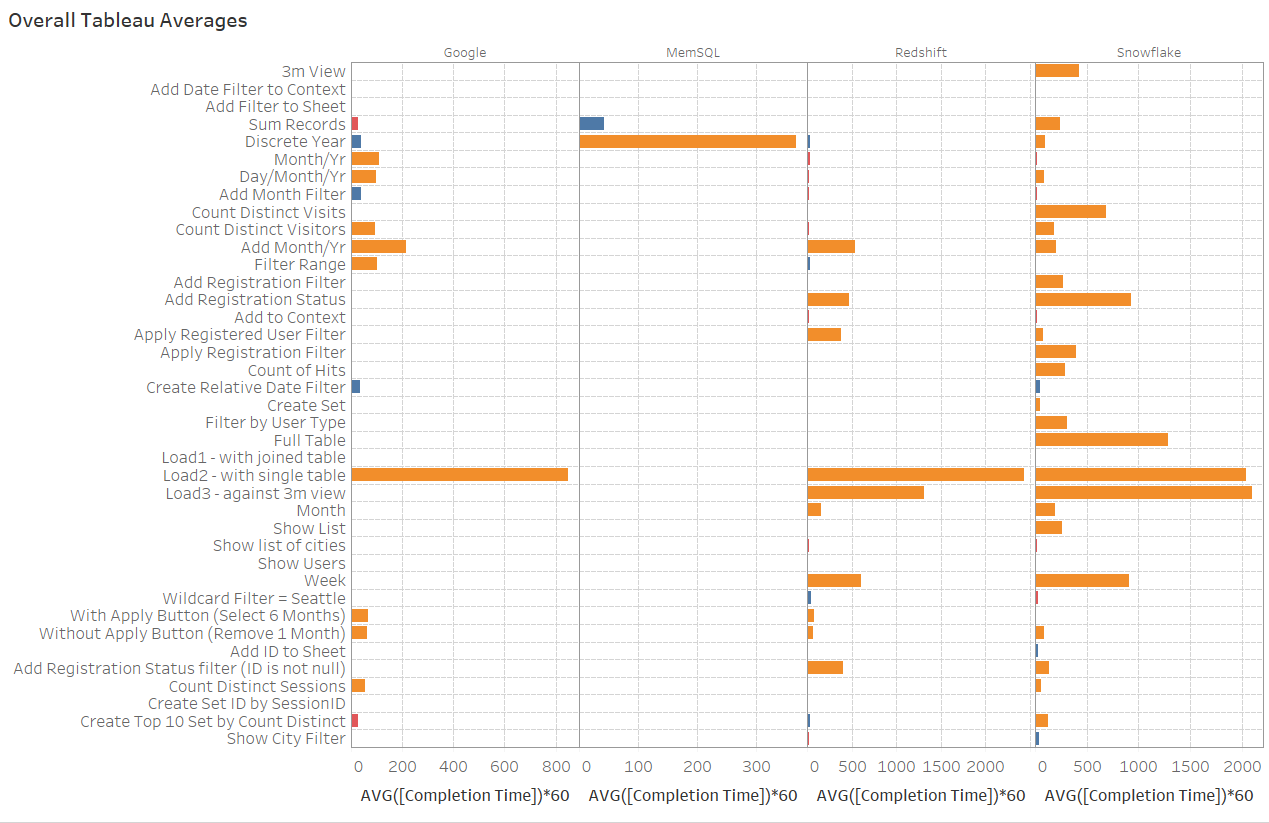 Overall Tableau Averages
Google MemSQL Redshift Snowflake
3m View
Add Date Filter to Context
Add Filter to Sheet
Sum Records
Discrete Year
Month/Yr
Day/Month/Yr
Add Month Filter
Count Distinct Visits
Count Distinct Visitors
Add Month/Yr
Filter Range
Add Registration Filter
Add Registration Status
Add to Context
Apply Registered User Filter
Apply Registration Filter
Count of Hits
Create Relative Date Filter
Create Set
Filter by User Type
Full Table
Load1 - with joined table
Load2 - with single table
Load3 - against 3m view
Month
Show List
Show list of cities
Show Users
Week
Wildcard Filter = Seattle
With Apply Button (Select 6 Months)
Without Apply Button (Remove 1 Month)
Add ID to Sheet
Add Registration Status filter (ID is not null)
Count Distinct Sessions
Create Set ID by SessionID
Create Top 10 Set by Count Distinct
Show City Filter
0 200 400 600 800 0 100 200 300 0 500 1000 1500 2000 0 500 1000 1500 2000
AVG([Completion Time])*60 AVG([Completion Time])*60 AVG([Completion Time])*60 AVG([Completion Time])*60